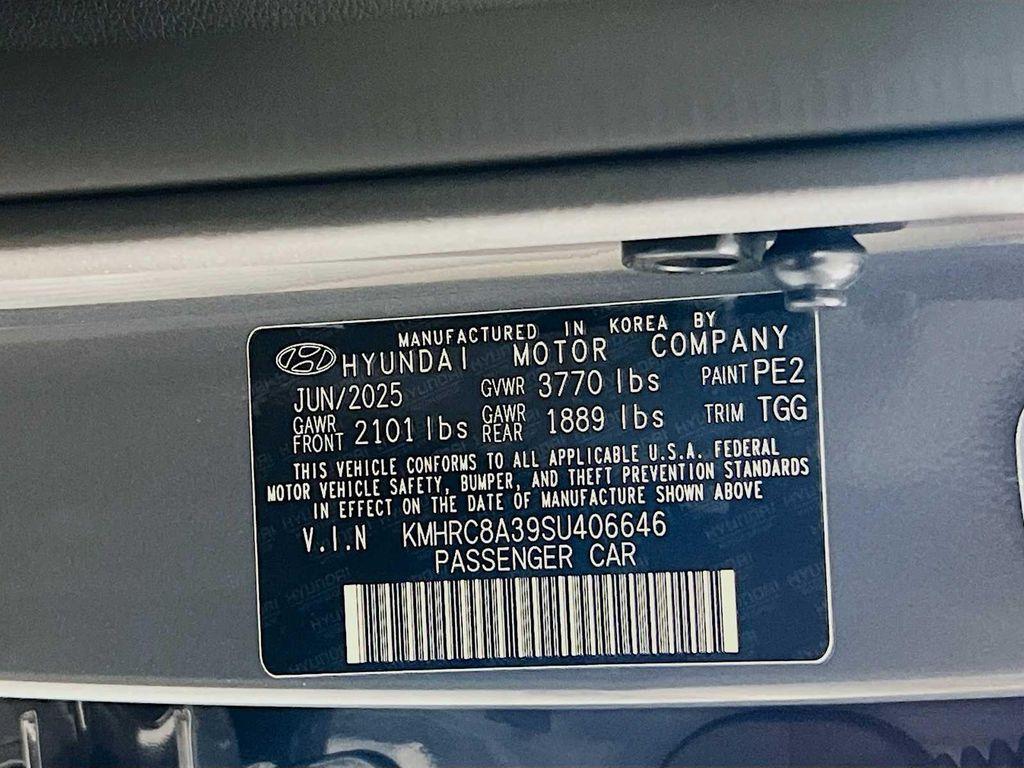 MANUFACTURED IN KOREA BY
HYUNDAI MOTOR COMPANY
JUN/2025 GVWR 3770 lbs PAINT PE2
GAWR FRONT 2101 lbs GAWR REAR 1889 lbs TRIM TGG
THIS VEHICLE CONFORMS TO ALL APPLICABLE U.S.A. FEDERAL
MOTOR VEHICLE SAFETY, BUMPER, AND THEFT PREVENTION STANDARDS
IN EFFECT ON THE DATE OF MANUFACTURE SHOWN ABOVE
V.I.N KMHRC8A39SU406646
PASSENGER CAR